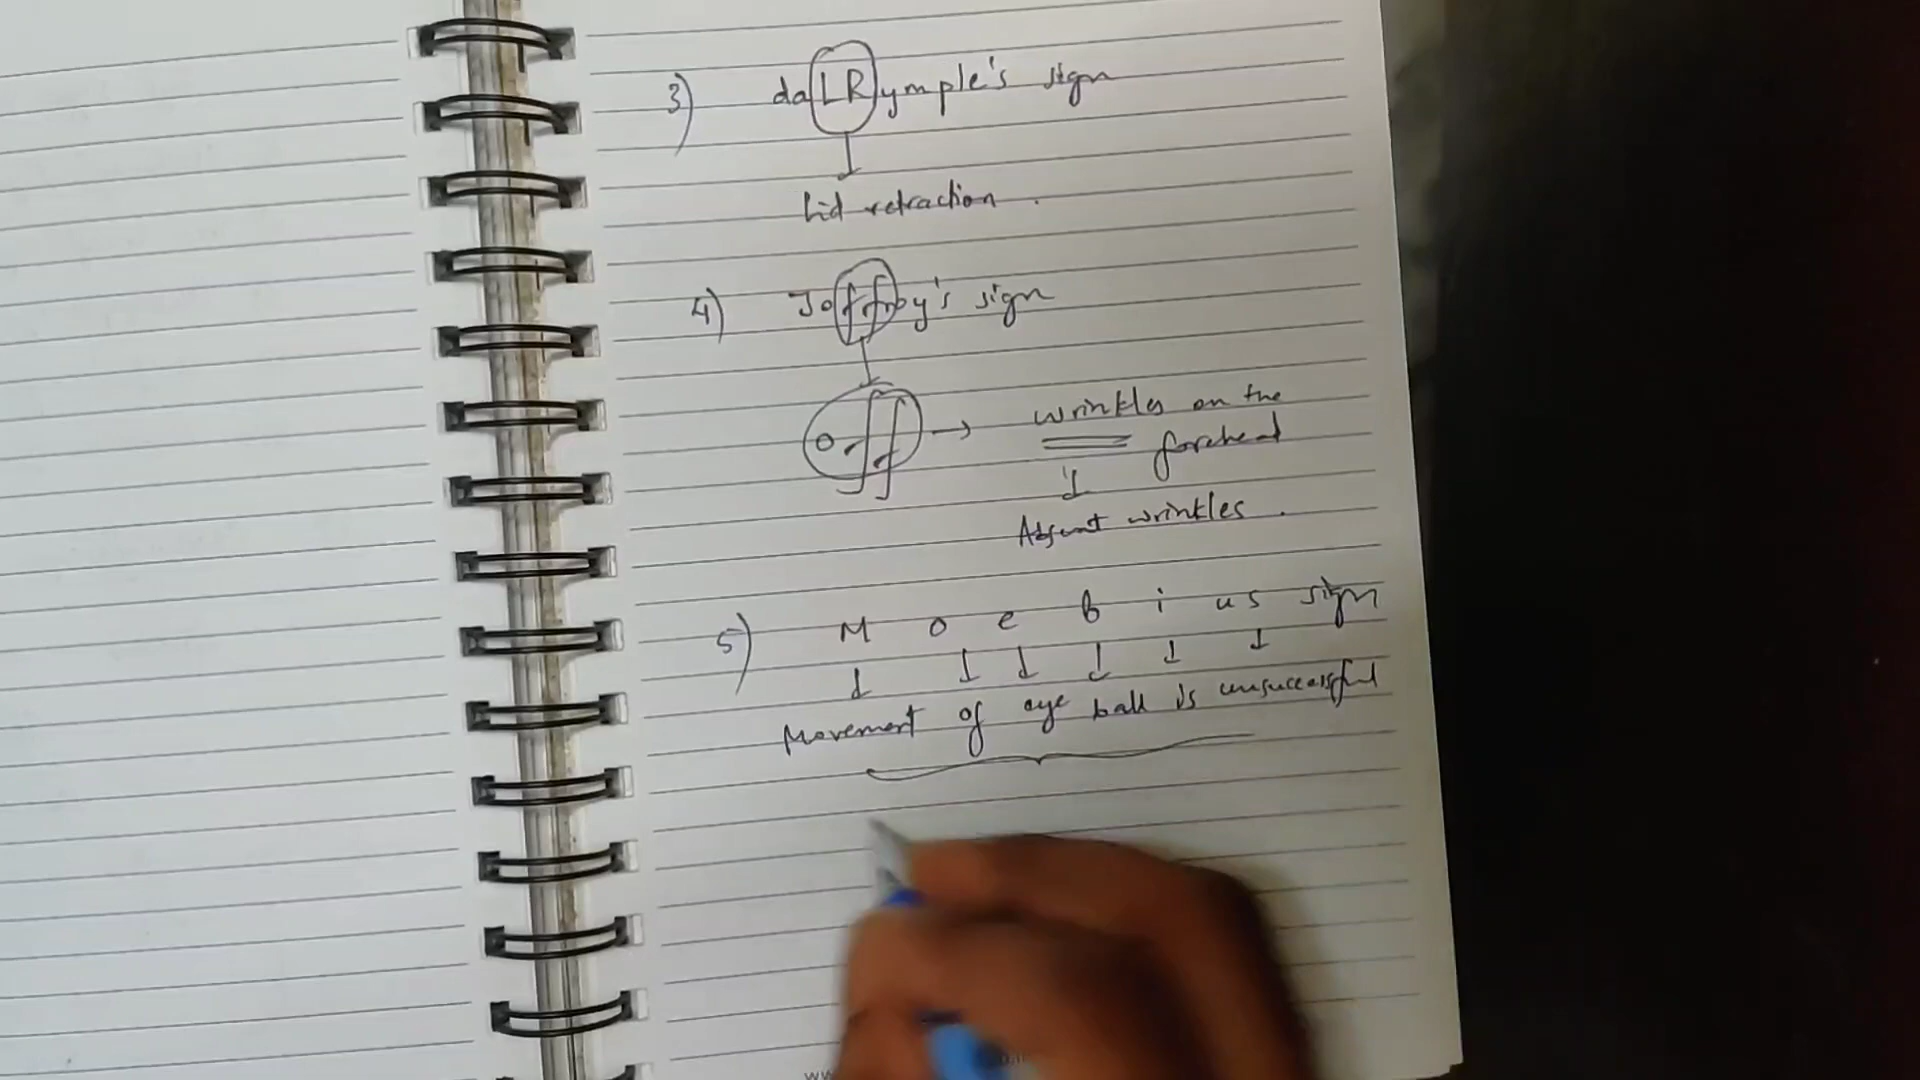 3) daLRymple's sign
Lid retraction.
4) Joffroy's sign
off → wrinkles on the
forehead
Absent wrinkles.
5) M o e b i us sign
Movement of eye ball is unsuccessful